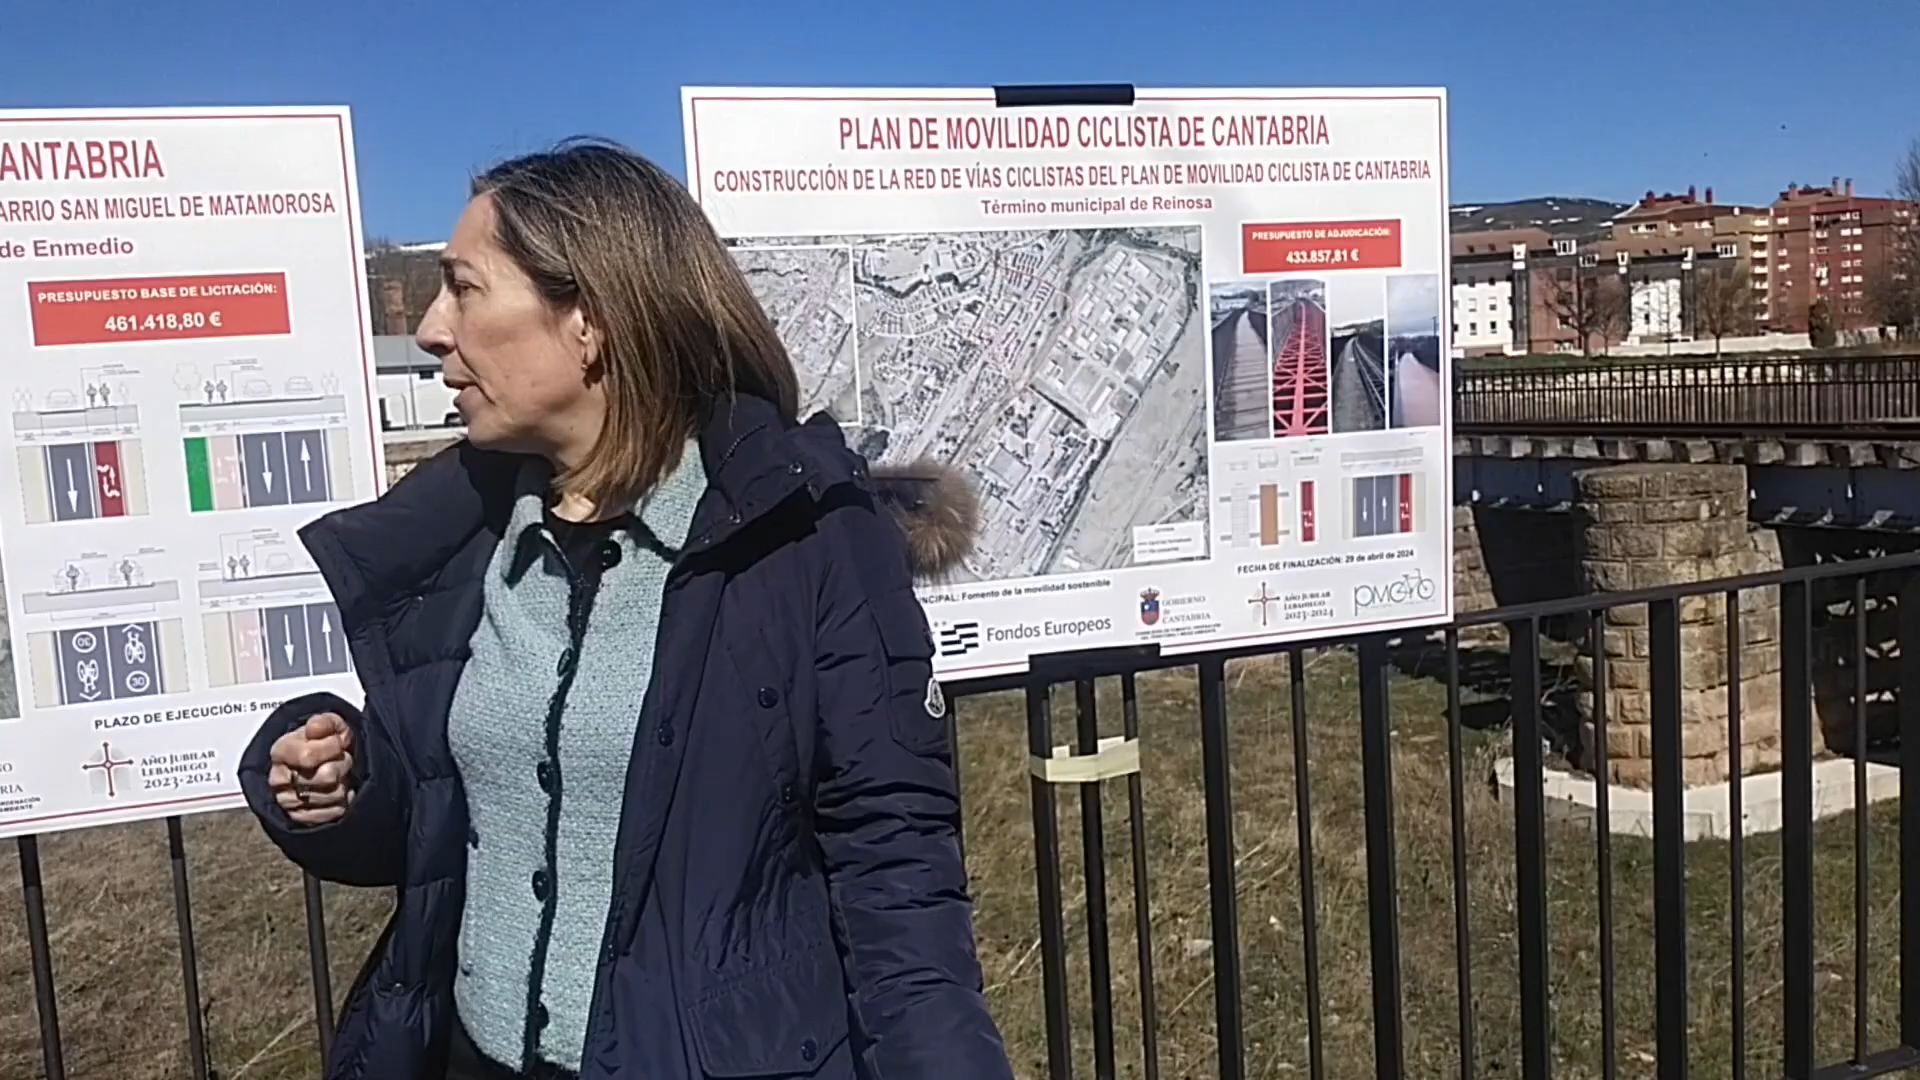 ANTABRIA
ARRIO SAN MIGUEL DE MATAMOROSA
de Enmedio
PRESUPUESTO BASE DE LICITACIÓN:
461.418,80 €
30
30
PLAZO DE EJECUCIÓN: 5 mes
AÑO JUBILAR
LEBANIEGO
2023-2024
RIA
PLAN DE MOVILIDAD CICLISTA DE CANTABRIA
CONSTRUCCIÓN DE LA RED DE VÍAS CICLISTAS DEL PLAN DE MOVILIDAD CICLISTA DE CANTABRIA
Término municipal de Reinosa
PRESUPUESTO DE ADJUDICACIÓN:
433.857,81 €
FECHA DE FINALIZACIÓN: 29 de abril de 2024
NCIPAL: Fomento de la movilidad sostenible
Fondos Europeos
GOBIERNO
de
CANTABRIA
AÑO JUBILAR
LEBANIEGO
2023-2024